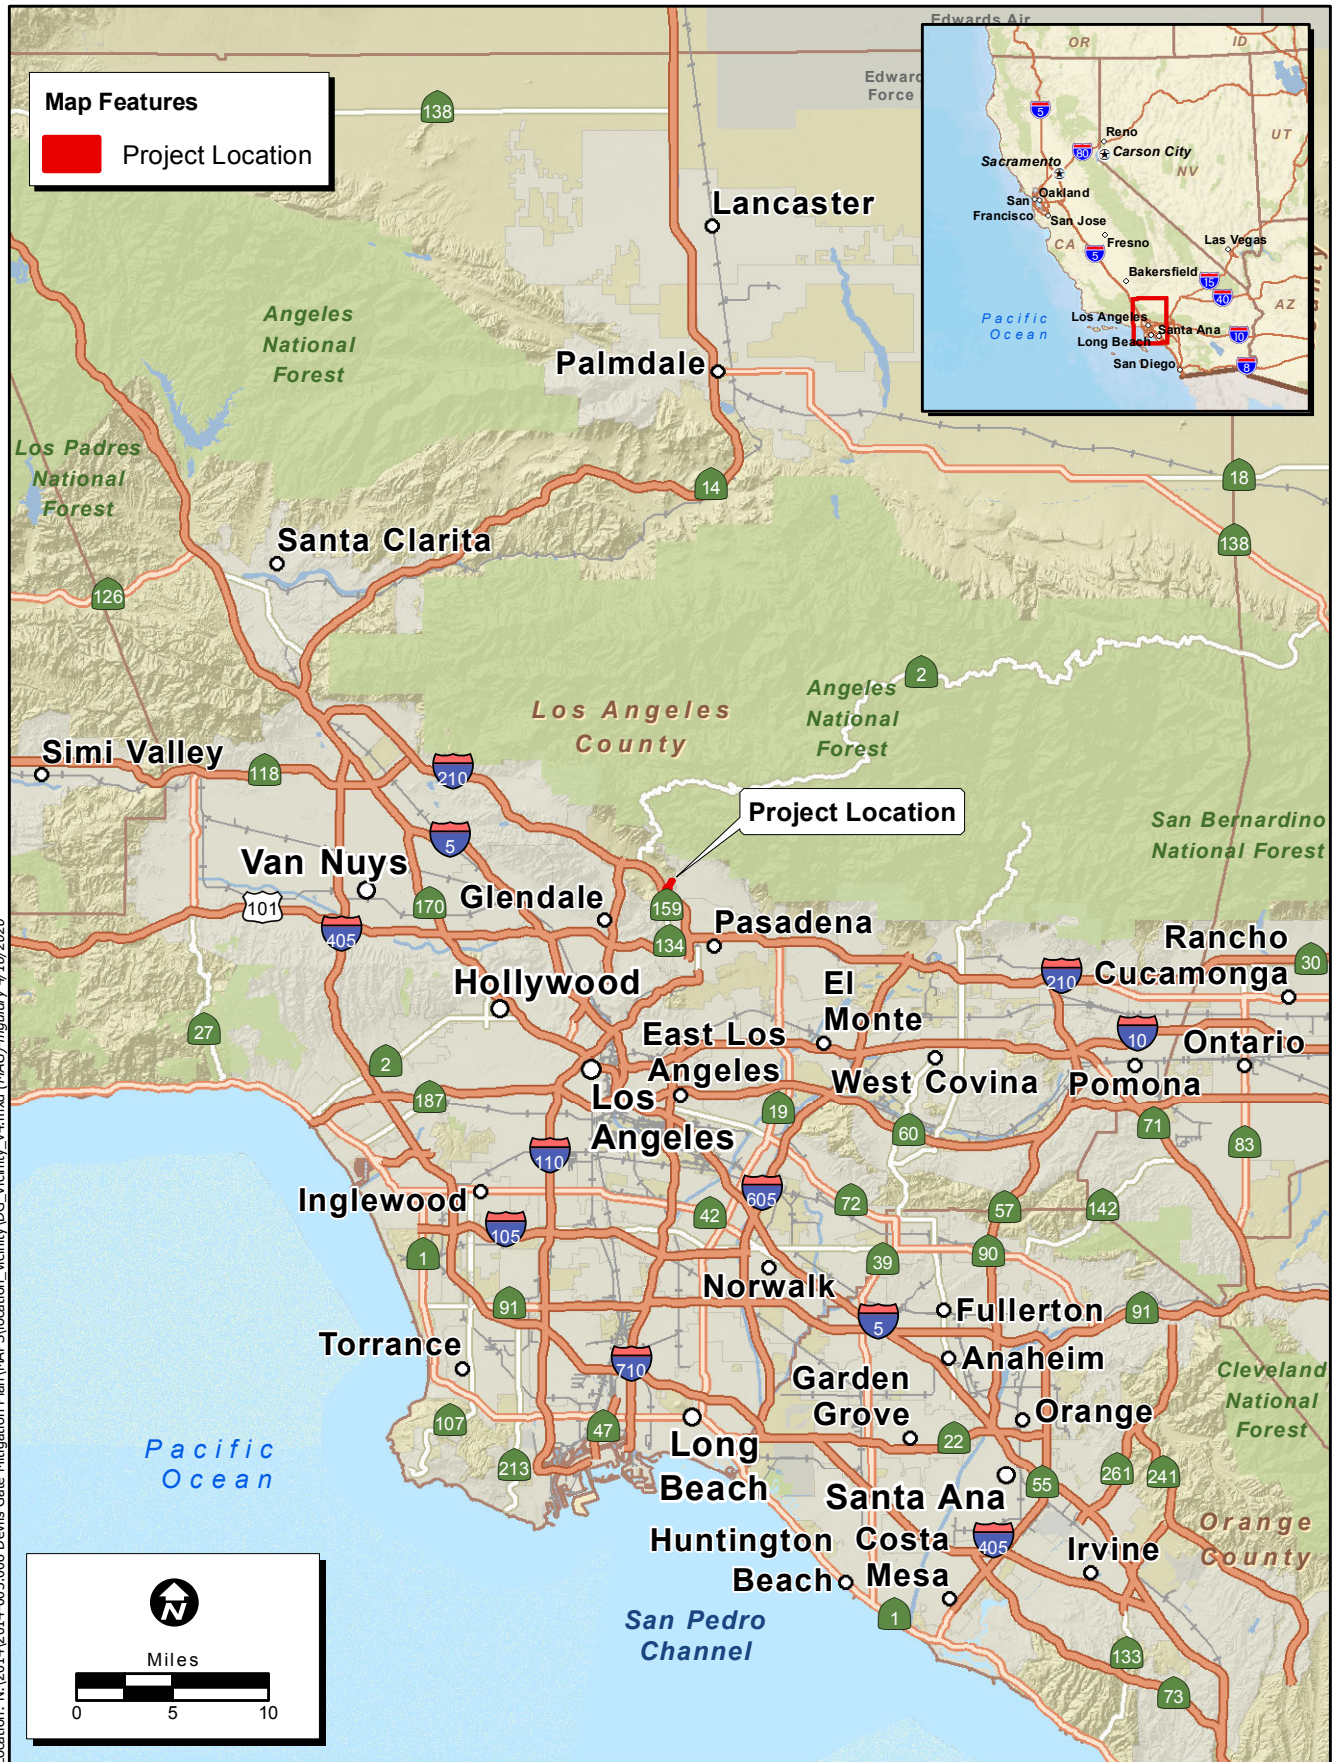 Map Features
Project Location
Edwards Air
Edward
Force
138
Lancaster
OR
ID
5
Reno
80
Carson City
Sacramento
UT
NV
Oakland
San
Francisco
San Jose
CA
Fresno
5
Las Vegas
Bakersfield
15
40
AZ
Pacific
Ocean
Los Angeles
Santa Ana
Long Beach
10
San Diego
8
Angeles
National
Forest
Palmdale
Los Padres
National
Forest
14
18
Santa Clarita
138
126
2
Los Angeles
County
Angeles
National
Forest
Simi Valley
118
210
Project Location
San Bernardino
National Forest
5
Van Nuys
170
Glendale
101
159
405
134
Pasadena
Rancho
Cucamonga
30
210
Hollywood
El
Monte
27
2
East Los
Angeles
10
Ontario
West Covina
Pomona
187
Los
Angeles
19
60
71
83
110
Inglewood
605
42
72
57
142
105
1
39
90
Norwalk
91
5
Fullerton
91
Torrance
710
Anaheim
Garden
Grove
Cleveland
National
Forest
Orange
107
47
22
Pacific
Ocean
213
Long
Beach
Santa Ana
55
261
241
Huntington
Beach
Costa
Mesa
405
Irvine
Orange
County
1
San Pedro
Channel
133
73
N
Miles
0 5 10